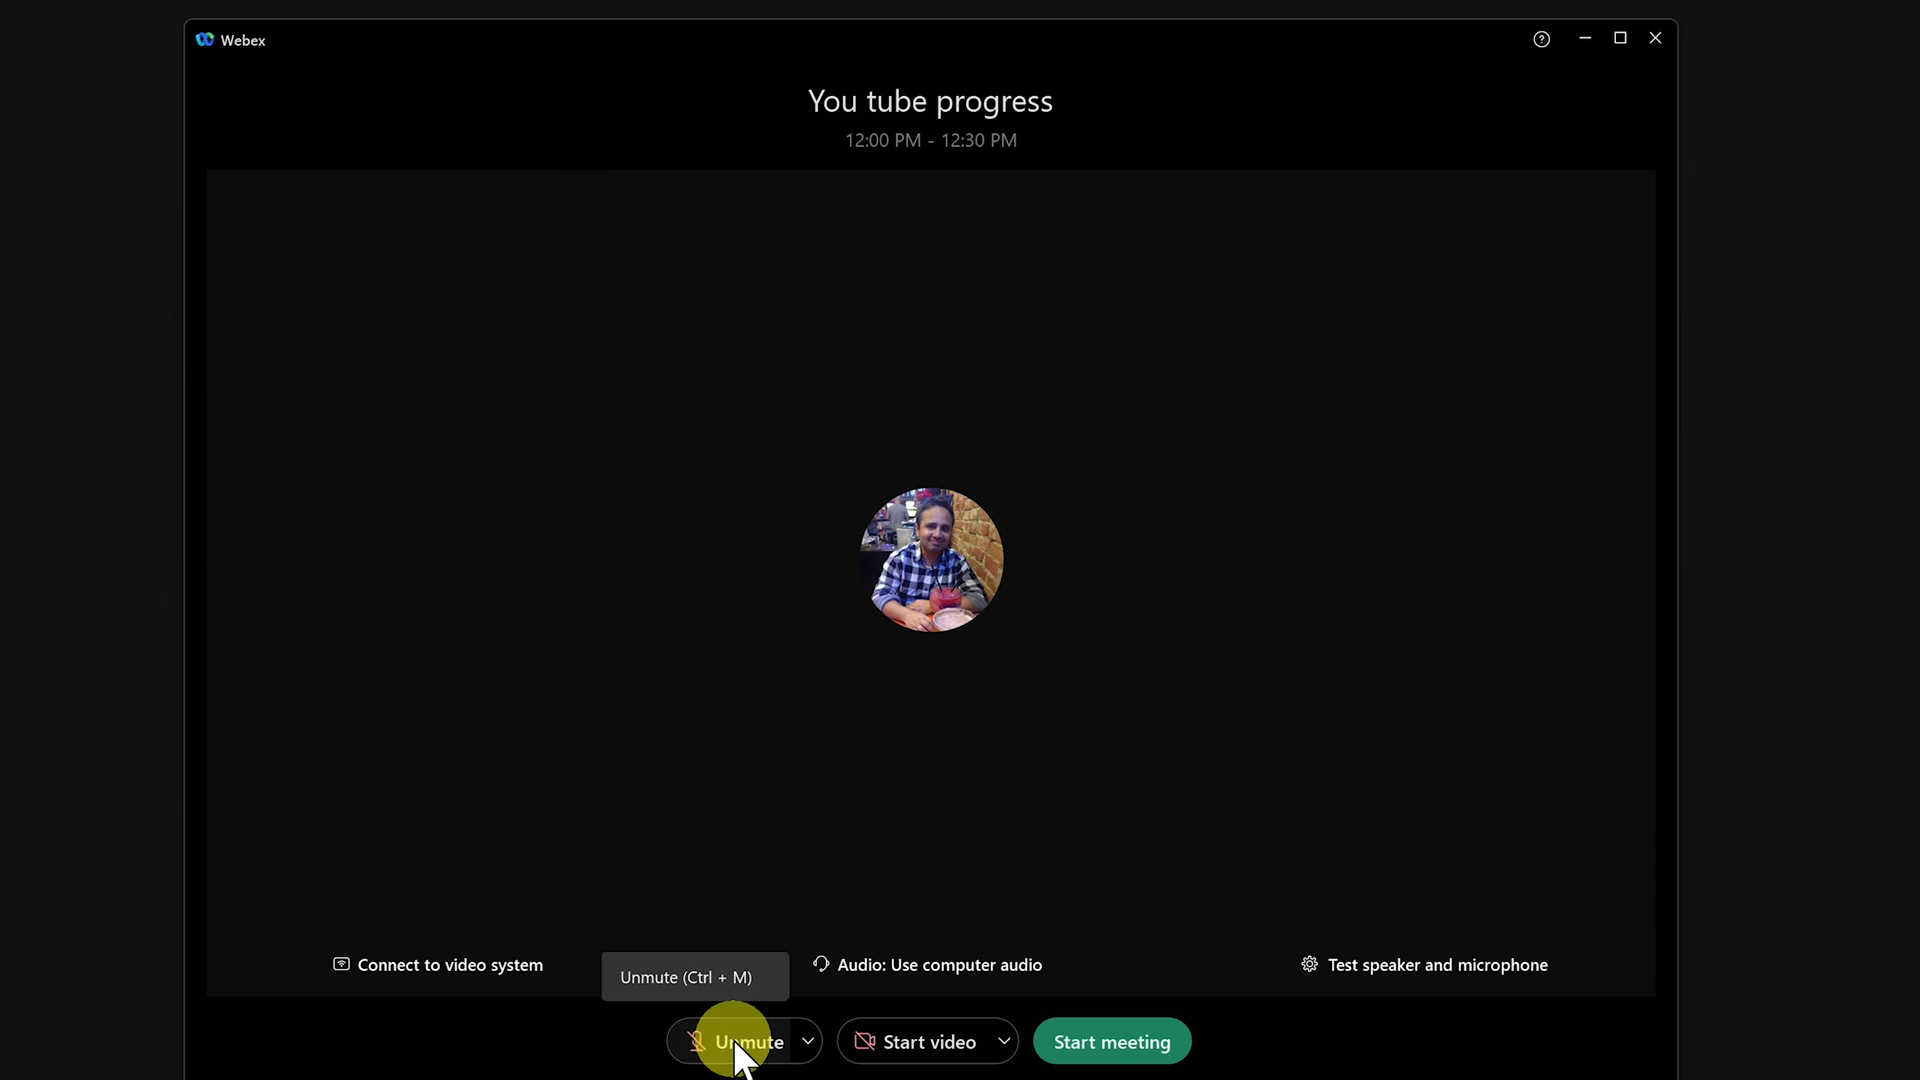 Webex
You tube progress
12:00 PM - 12:30 PM
Connect to video system
Unmute (Ctrl + M)
Audio: Use computer audio
Test speaker and microphone
Unmute
Start video
Start meeting